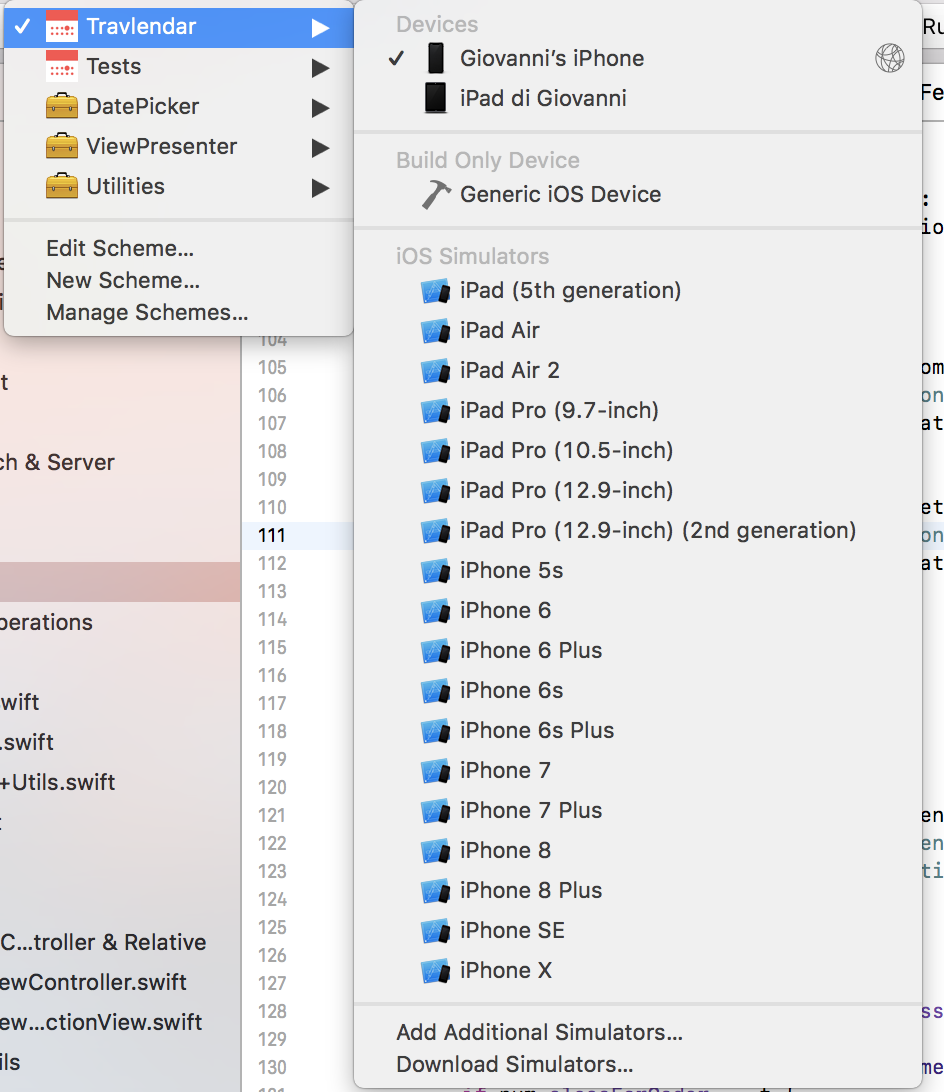 Travlendar
Tests
DatePicker
ViewPresenter
Utilities
Edit Scheme...
New Scheme...
Manage Schemes...
Devices
Giovanni’s iPhone
iPad di Giovanni
Build Only Device
Generic iOS Device
iOS Simulators
iPad (5th generation)
iPad Air
iPad Air 2
iPad Pro (9.7-inch)
iPad Pro (10.5-inch)
iPad Pro (12.9-inch)
iPad Pro (12.9-inch) (2nd generation)
iPhone 5s
iPhone 6
iPhone 6 Plus
iPhone 6s
iPhone 6s Plus
iPhone 7
iPhone 7 Plus
iPhone 8
iPhone 8 Plus
iPhone SE
iPhone X
Add Additional Simulators...
Download Simulators...
ch & Server
perations
wift
.swift
+Utils.swift
C...troller & Relative
ewController.swift
ew...ctionView.swift
ils
104
105
106
107
108
109
110
111
112
113
114
115
116
117
118
119
120
121
122
123
124
125
126
127
128
129
130